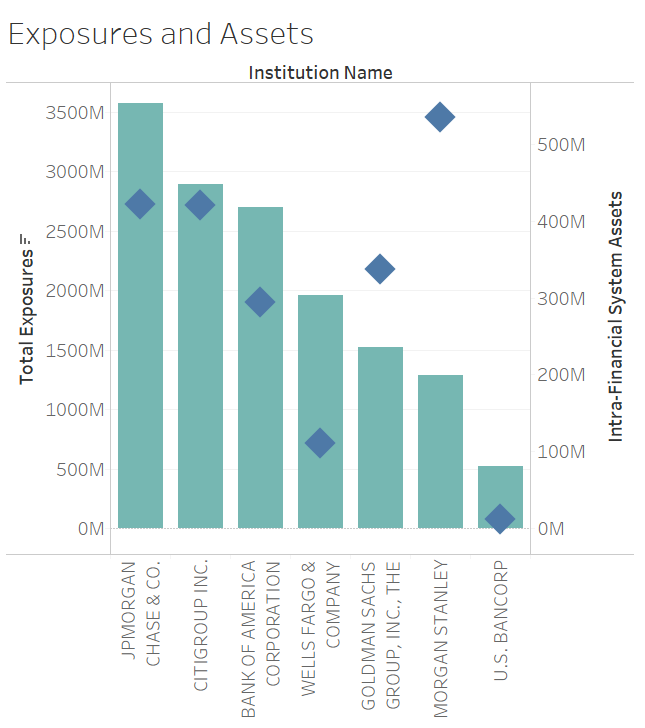 Exposures and Assets
Institution Name
3500M
3000M
2500M
2000M
1500M
1000M
500M
0M
Total Exposures
500M
400M
300M
200M
100M
0M
Intra-Financial System Assets
JPMORGAN
CHASE & CO.
CITIGROUP INC.
BANK OF AMERICA
CORPORATION
WELLS FARGO &
COMPANY
GOLDMAN SACHS
GROUP, INC., THE
MORGAN STANLEY
U.S. BANCORP